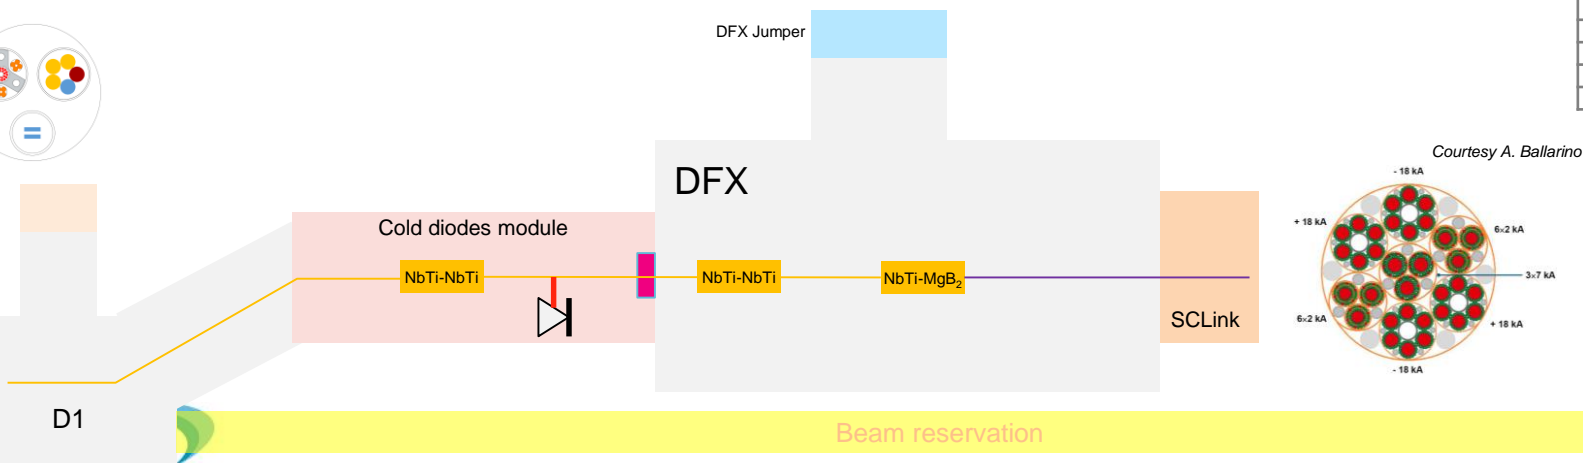 DFX Jumper
Courtesy A. Ballarino
- 18 kA
DFX
+ 18 kA
6×2 kA
Cold diodes module
NbTi-NbTi
NbTi-NbTi
NbTi-MgB₂
3×7 kA
SCLink
6×2 kA
+ 18 kA
- 18 kA
D1
Beam reservation